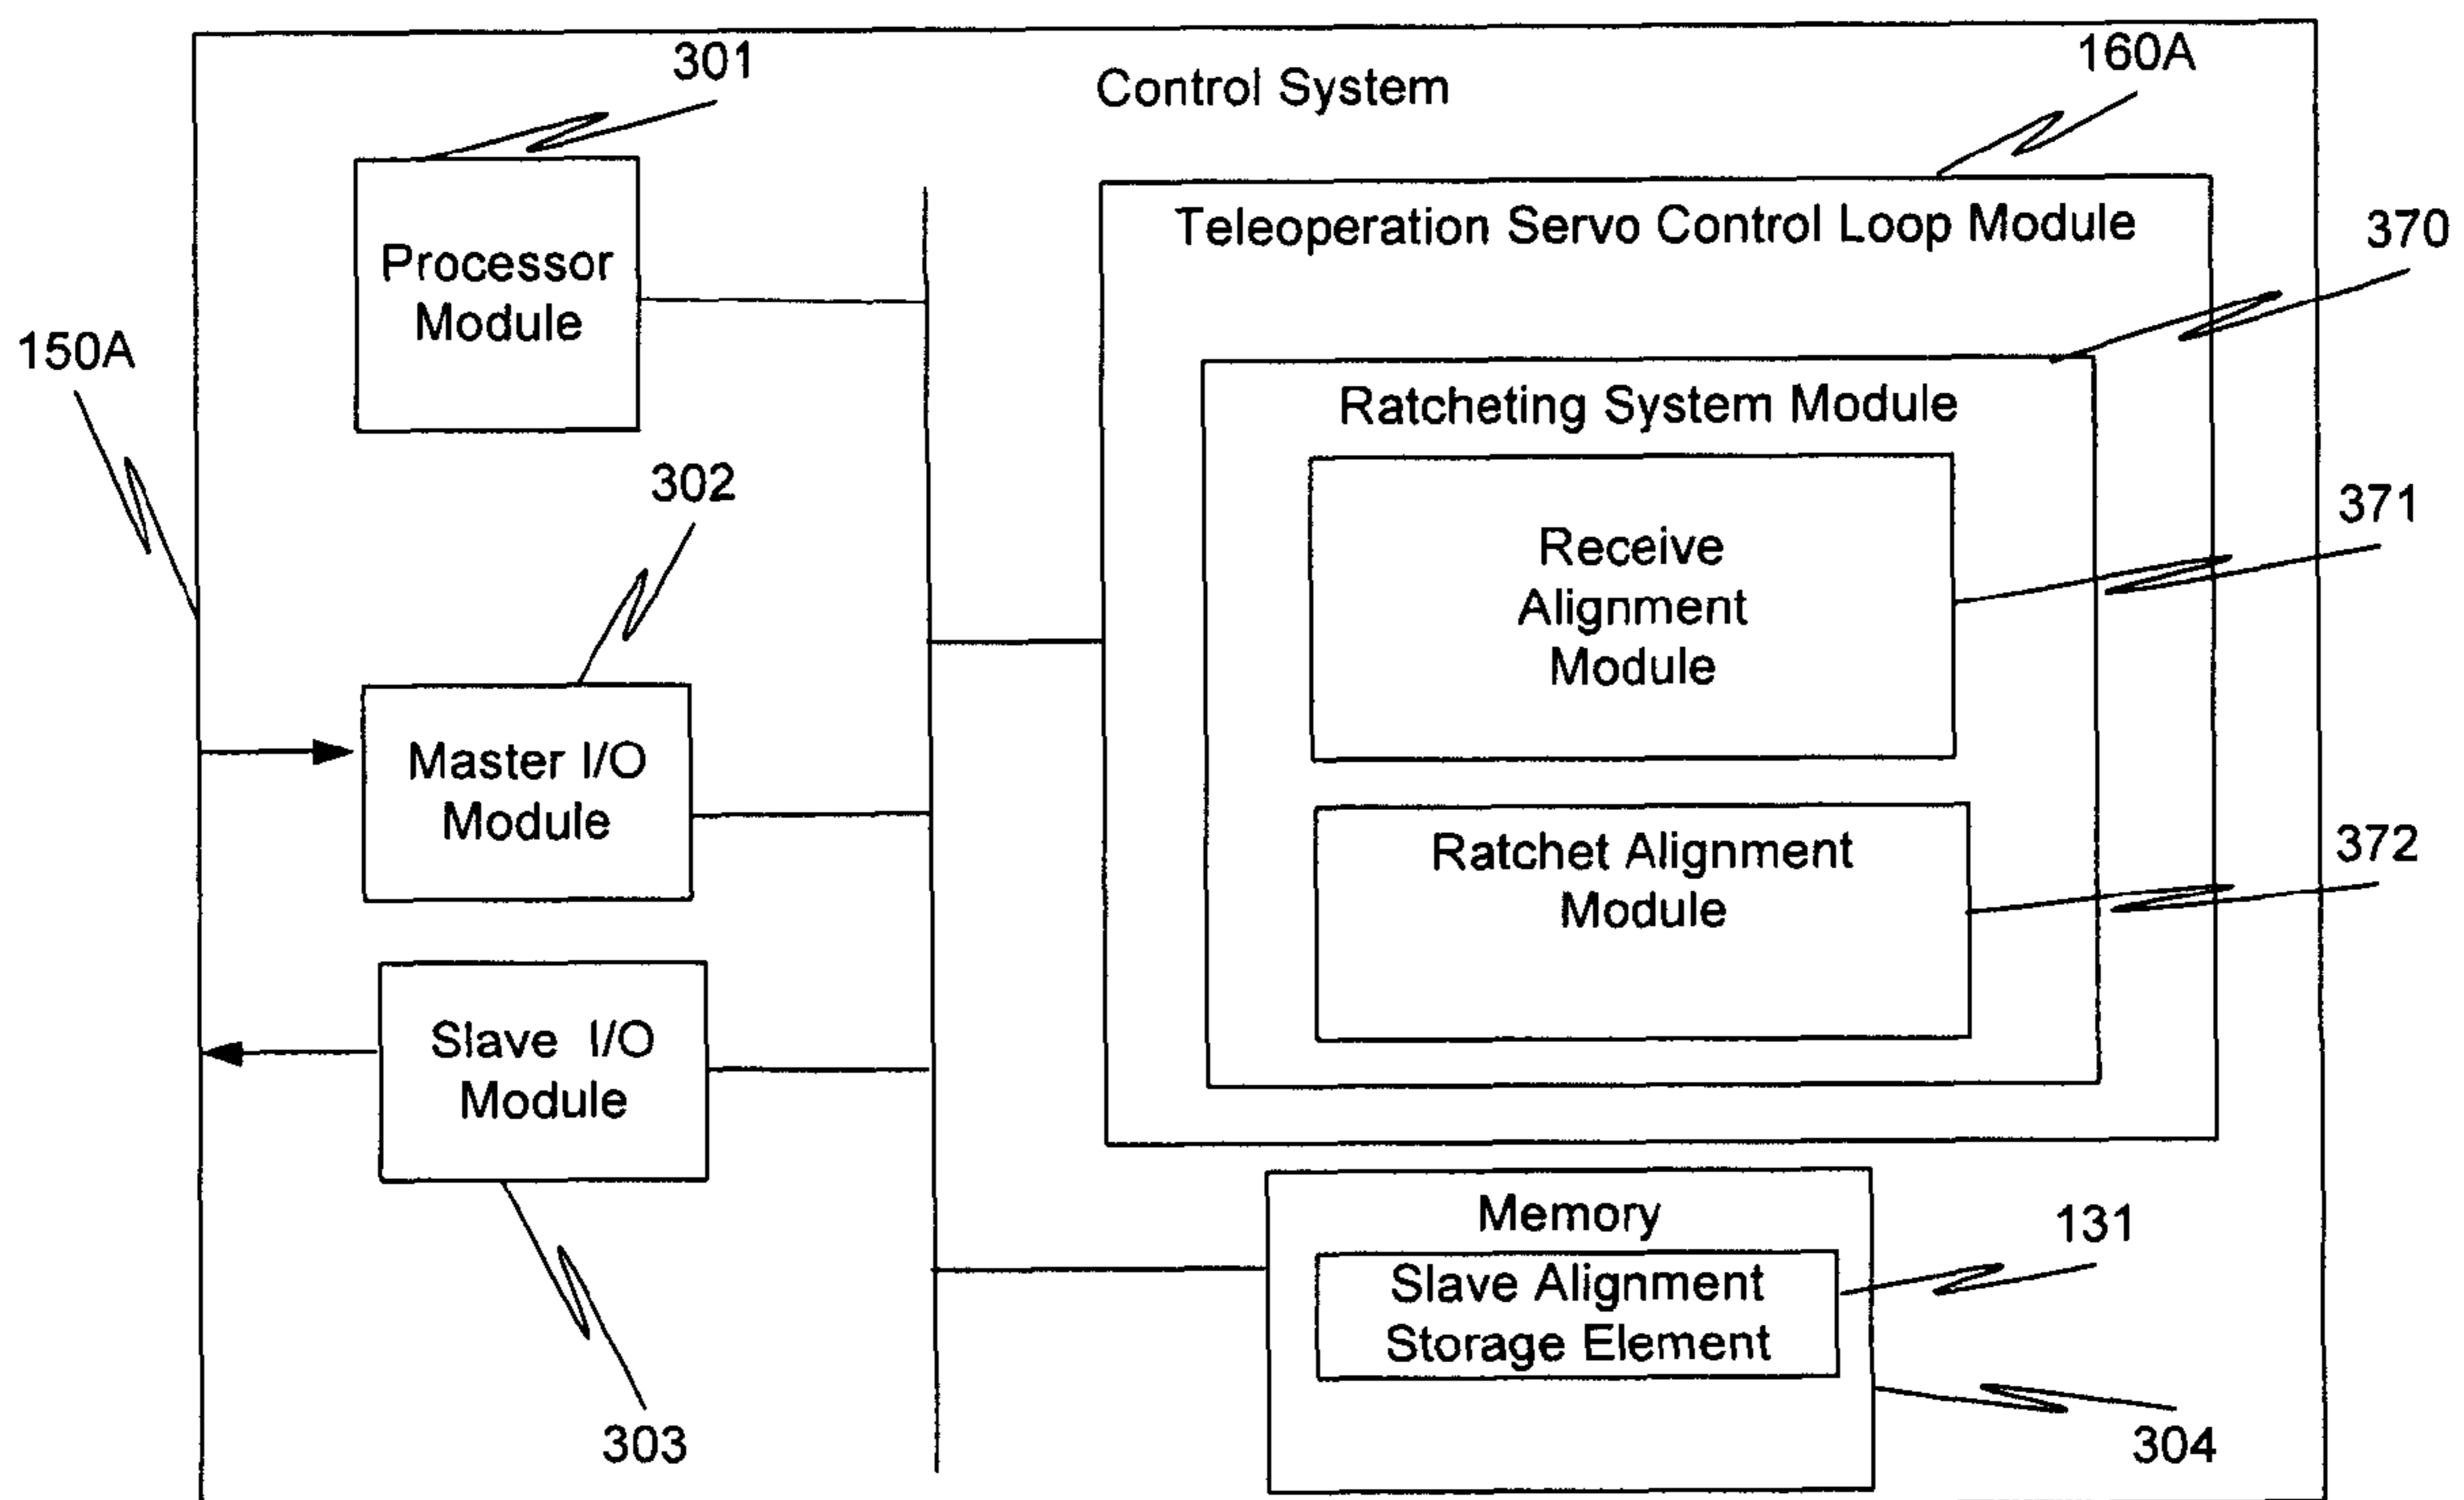 301
Control System
160A
Teleoperation Servo Control Loop Module
370
Processor
Module
150A
Ratcheting System Module
302
371
Receive
Alignment
Module
Master I/O
Module
372
Ratchet Alignment
Module
Slave I/O
Module
Memory
131
Slave Alignment
Storage Element
303
304